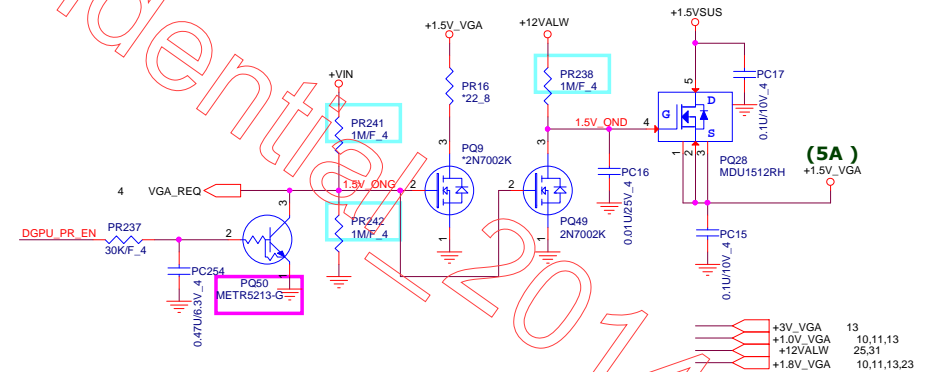 +1.5VSUS
+1.5V_VGA
+12VALW
+VIN
PR16
*22_8
PR238
1M/F_4
PC17
0.1U/10V_4
5
D
G
S
4
1
2
3
PR241
1M/F_4
1.5V_OND
3
PQ9
*2N7002K
3
PC16
0.01U/25V_4
PQ28
MDU1512RH
(5A )
+1.5V_VGA
4
VGA_REQ
1.5V_ONG
2
2
3
PR242
1M/F_4
PQ49
2N7002K
1
1
DGPU_PR_EN
PR237
30K/F_4
2
PC254
0.47U/6.3V_4
1
PQ50
METR5213-G
PC15
0.1U/10V_4
+3V_VGA 13
+1.0V_VGA 10,11,13
+12VALW 25,31
+1.8V_VGA 10,11,13,23
dential
201